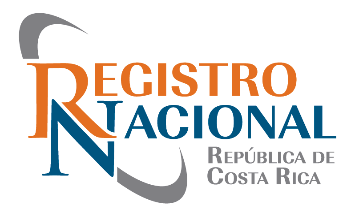 REGISTRO
NACIONAL
REPÚBLICA DE
COSTA RICA